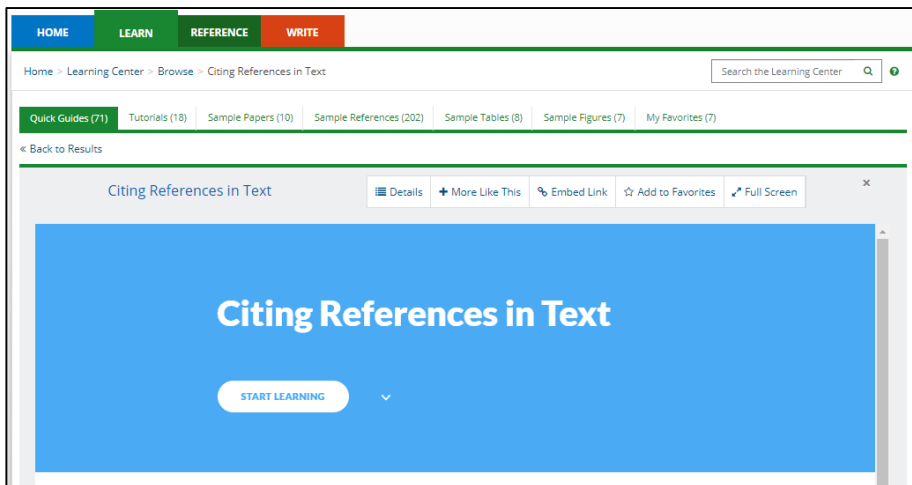 HOME LEARN REFERENCE WRITE
Home > Learning Center > Browse > Citing References in Text Search the Learning Center
Quick Guides (71) Tutorials (18) Sample Papers (10) Sample References (202) Sample Tables (8) Sample Figures (7) My Favorites (7)
« Back to Results
Citing References in Text Details More Like This Embed Link Add to Favorites Full Screen
Citing References in Text
START LEARNING